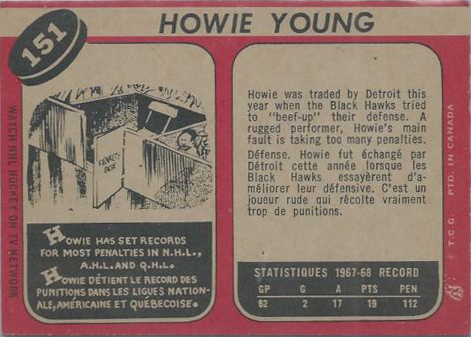 HOWIE YOUNG
151
WATCH NHL HOCKEY ON TV NETWORK
PENALTY
BOX
HOWIE HAS SET RECORDS
FOR MOST PENALTIES IN N.H.L.,
A.H.L. AND Q.H.L.
HOWIE DÉTIENT LE RECORD DES
PUNITIONS DANS LES LIGUES NATION-
ALE, AMÉRICAINE ET QUÉBECOISE.
Howie was traded by Detroit this
year when the Black Hawks tried
to "beef-up" their defense. A
rugged performer, Howie's main
fault is taking too many penalties.
Défense. Howie fut échangé par
Détroit cette année lorsque les
Black Hawks essayèrent d'a-
méliorer leur défensive. C'est un
joueur rude qui récolte vraiment
trop de punitions.
STATISTIQUES 1967-68 RECORD
GP G A PTS PEN
62 2 17 19 112
T.C.G. PTD. IN CANADA